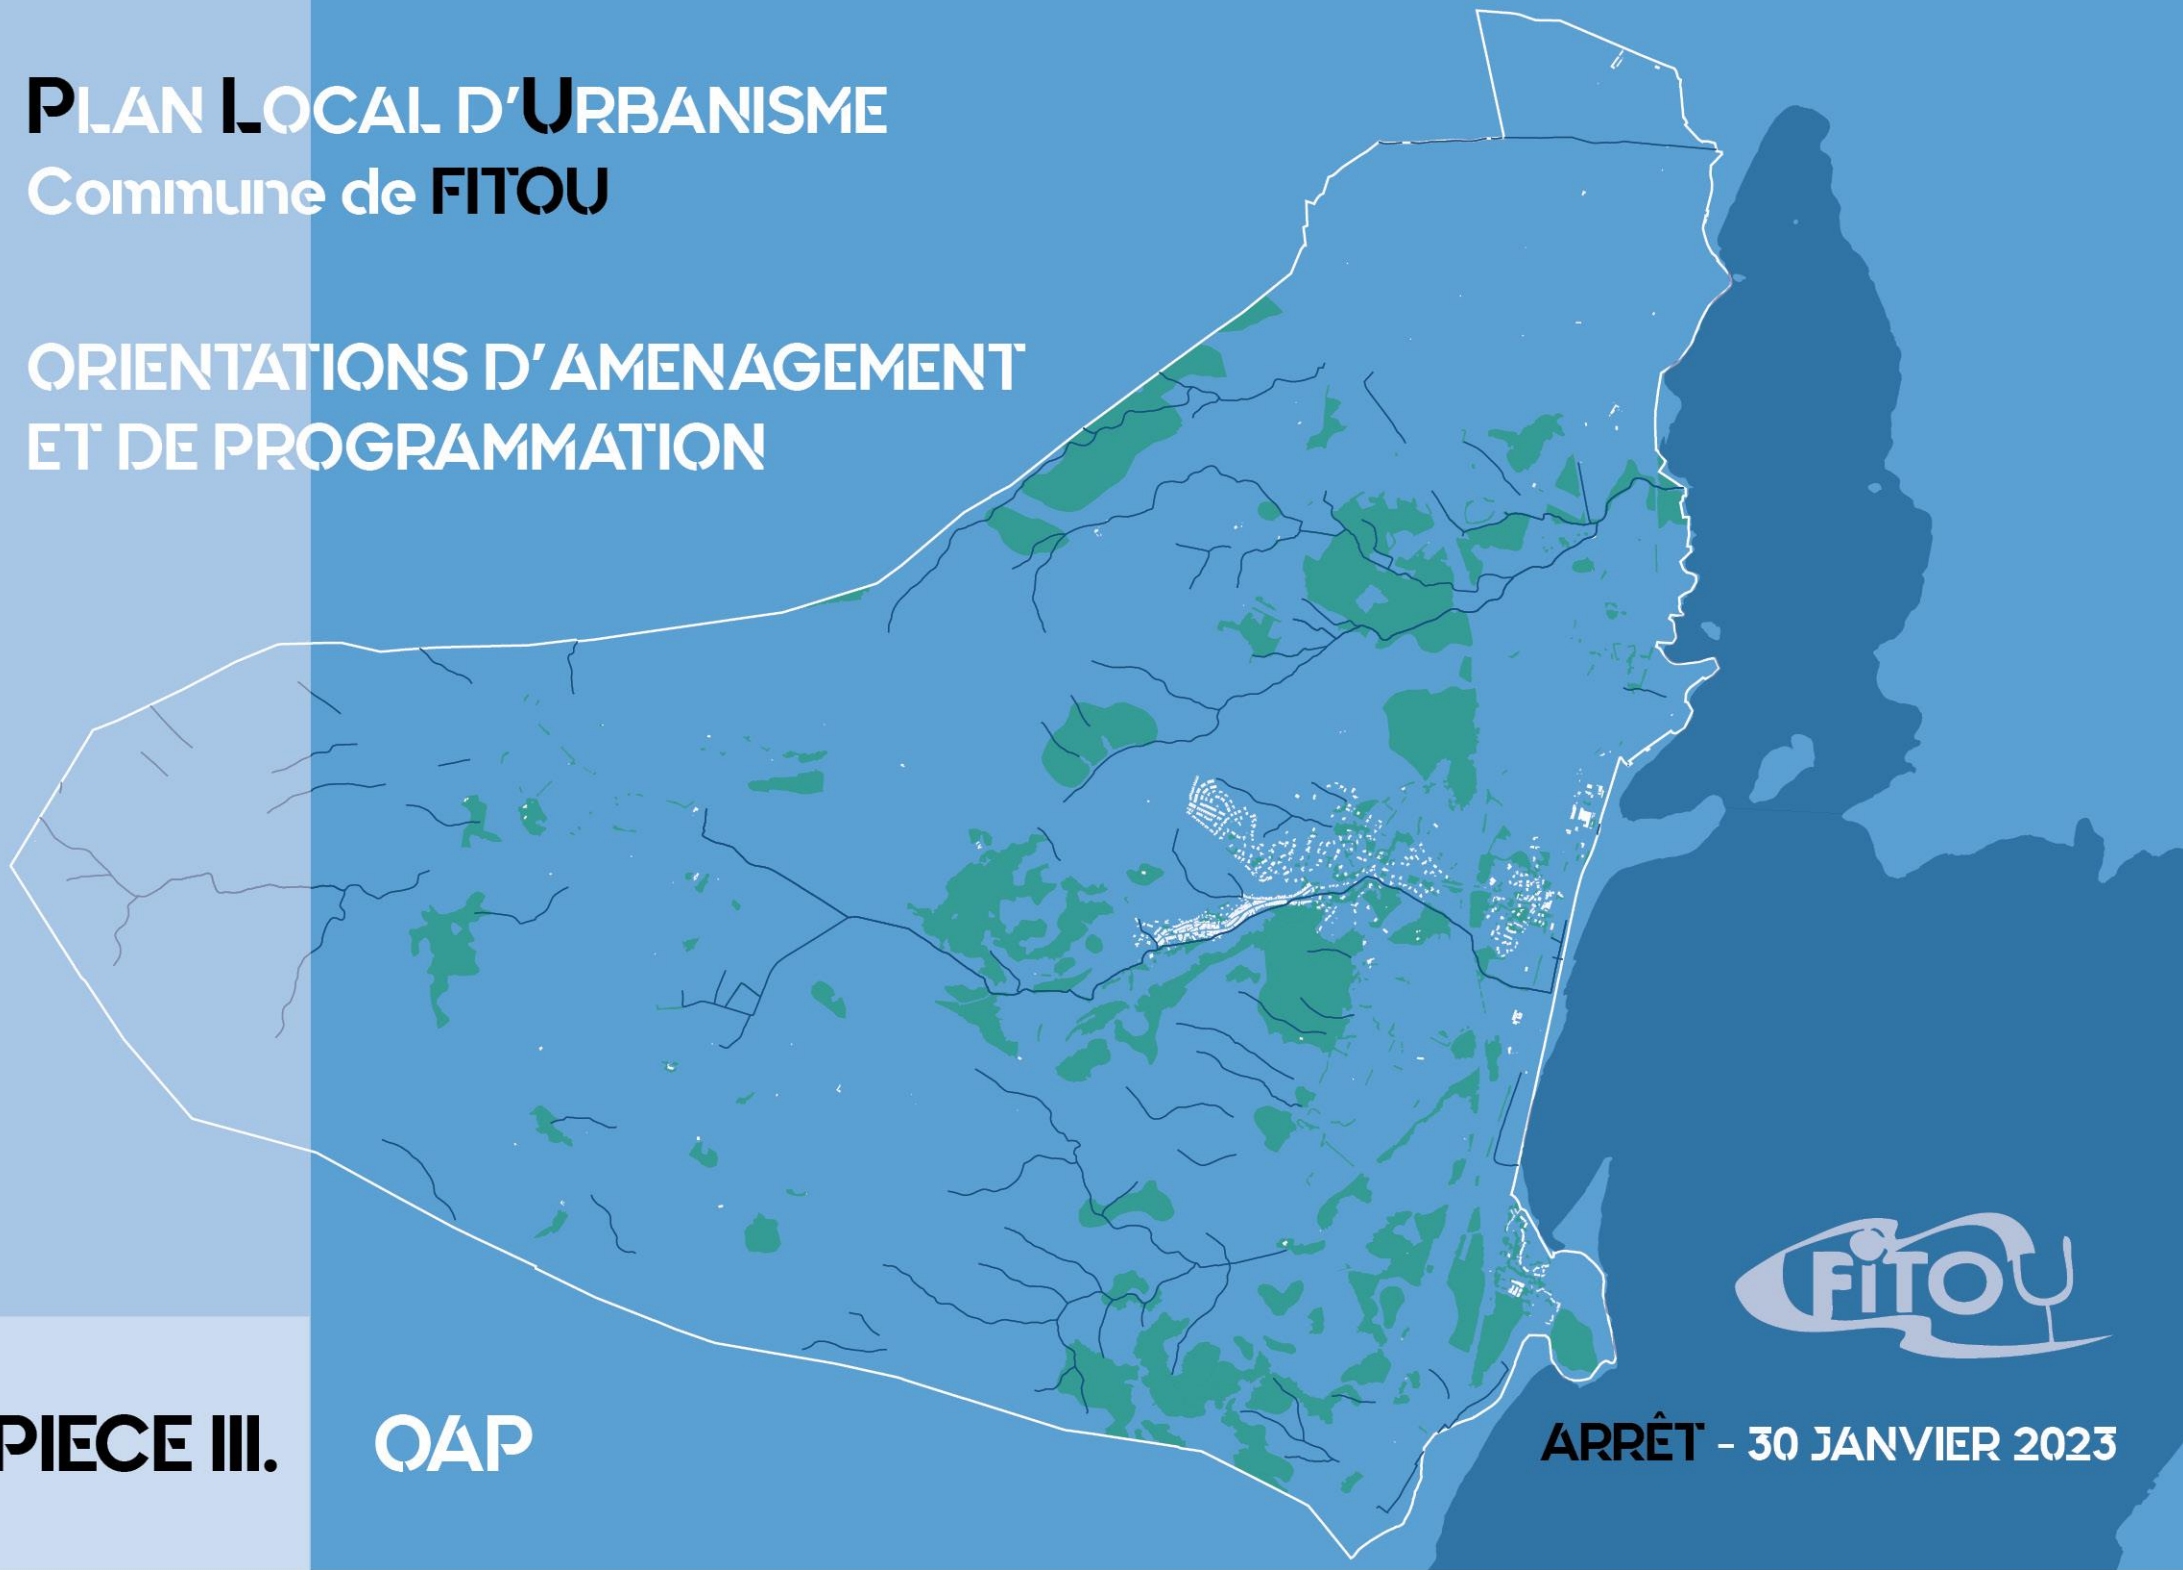 PLAN LOCAL D'URBANISME
Commune de FITOU
ORIENTATIONS D'AMENAGEMENT
ET DE PROGRAMMATION
FiTOU
PIECE III.
OAP
ARRÊT - 30 JANVIER 2023